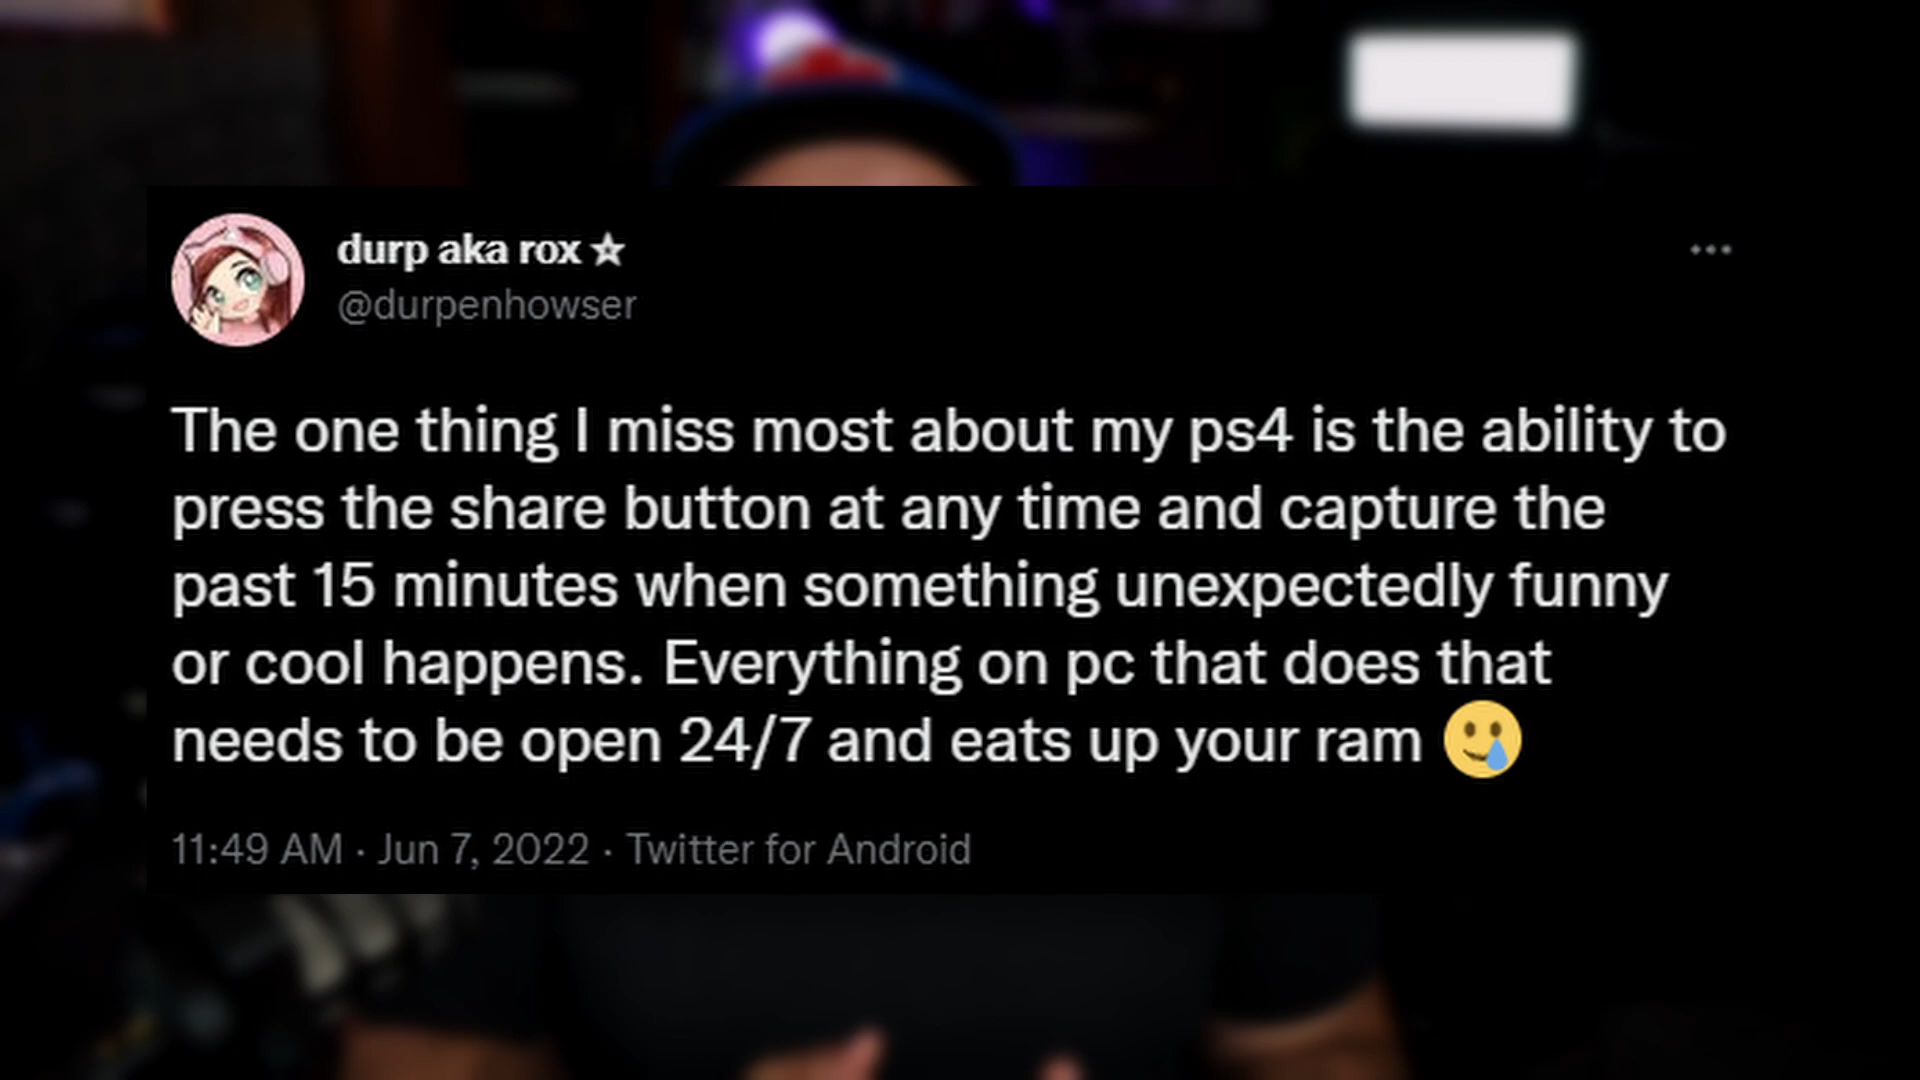 durp aka rox ☆
@durpenhowser
The one thing I miss most about my ps4 is the ability to
press the share button at any time and capture the
past 15 minutes when something unexpectedly funny
or cool happens. Everything on pc that does that
needs to be open 24/7 and eats up your ram 🥲
11:49 AM · Jun 7, 2022 · Twitter for Android